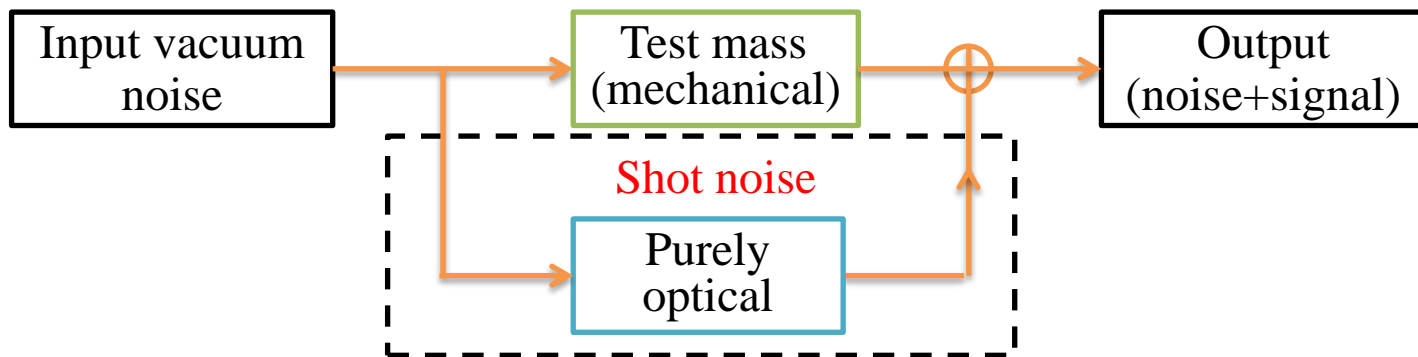 Input vacuum
noise
Test mass
(mechanical)
Output
(noise+signal)
Shot noise
Purely
optical